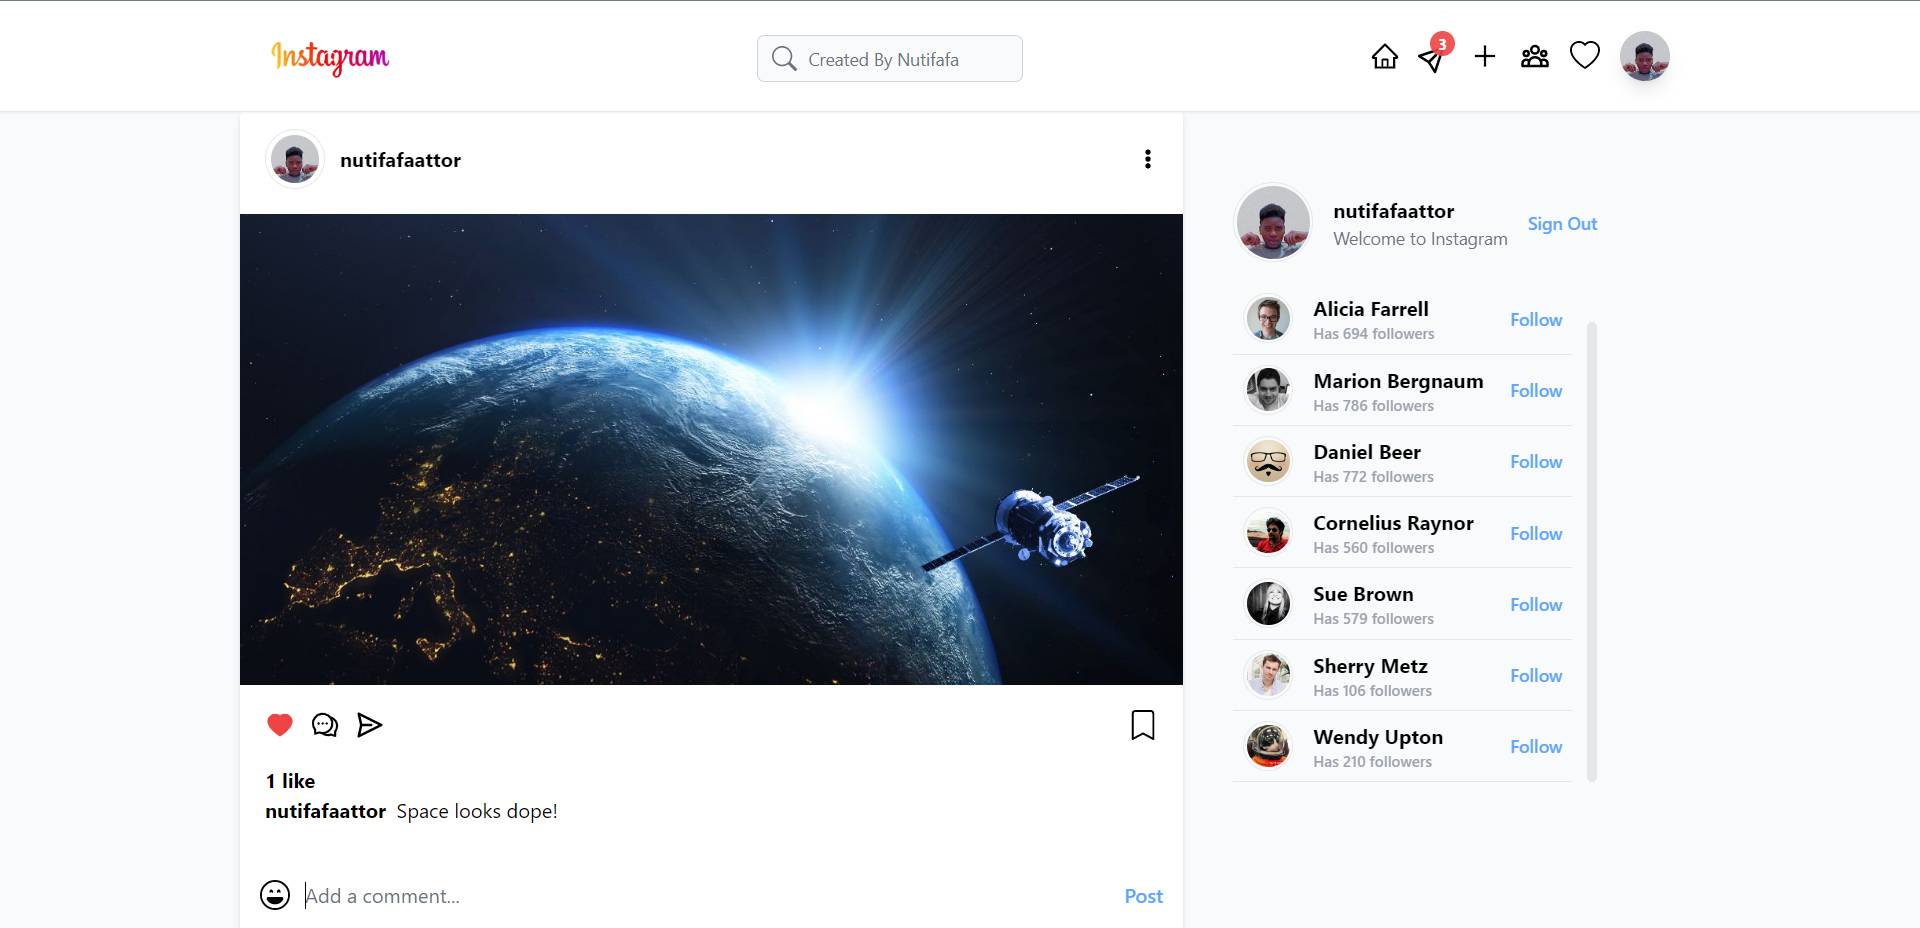 Instagram
Created By Nutifafa
3
nutifafaattor
nutifafaattor
Welcome to Instagram
Sign Out
Alicia Farrell
Has 694 followers
Follow
Marion Bergnaum
Has 786 followers
Follow
Daniel Beer
Has 772 followers
Follow
Cornelius Raynor
Has 560 followers
Follow
Sue Brown
Has 579 followers
Follow
Sherry Metz
Has 106 followers
Follow
Wendy Upton
Has 210 followers
Follow
1 like
nutifafaattor Space looks dope!
Add a comment...
Post